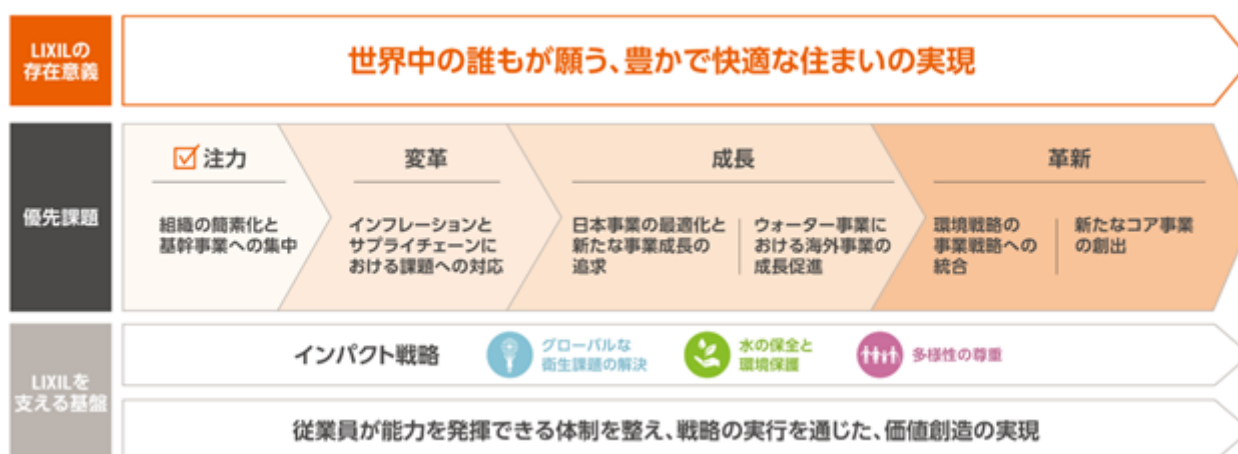 LIXILの
存在意義
世界中の誰もが願う、豊かで快適な住まいの実現
優先課題
注力
組織の簡素化と
基幹事業への集中
変革
インフレーションと
サプライチェーンに
おける課題への対応
成長
日本事業の最適化と
新たな事業成長の
追求
ウォーター事業に
おける海外事業の
成長促進
革新
環境戦略の
事業戦略への
統合
新たなコア事業
の創出
LIXILを
支える基盤
インパクト戦略
グローバルな
衛生課題の解決
水の保全と
環境保護
多様性の尊重
従業員が能力を発揮できる体制を整え、戦略の実行を通じた、価値創造の実現